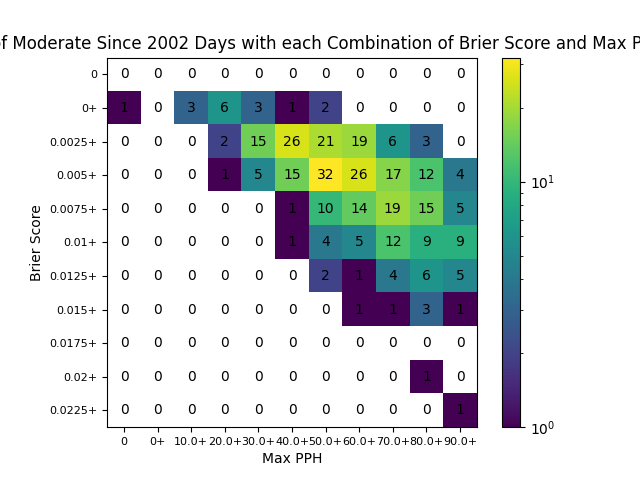 f Moderate Since 2002 Days with each Combination of Brier Score and Max P
0 0 0 0 0 0 0 0 0 0 0 0
0+ 1 0 3 6 3 1 2 0 0 0 0
0.0025+ 0 0 0 2 15 26 21 19 6 3 0
0.005+ 0 0 0 1 5 15 32 26 17 12 4
0.0075+ 0 0 0 0 0 1 10 14 19 15 5
0.01+ 0 0 0 0 0 1 4 5 12 9 9
0.0125+ 0 0 0 0 0 0 2 1 4 6 5
0.015+ 0 0 0 0 0 0 0 1 1 3 1
0.0175+ 0 0 0 0 0 0 0 0 0 0 0
0.02+ 0 0 0 0 0 0 0 0 0 1 0
0.0225+ 0 0 0 0 0 0 0 0 0 0 1
0 0+ 10.0+ 20.0+ 30.0+ 40.0+ 50.0+ 60.0+ 70.0+ 80.0+ 90.0+
Max PPH
Brier Score
10¹
10⁰